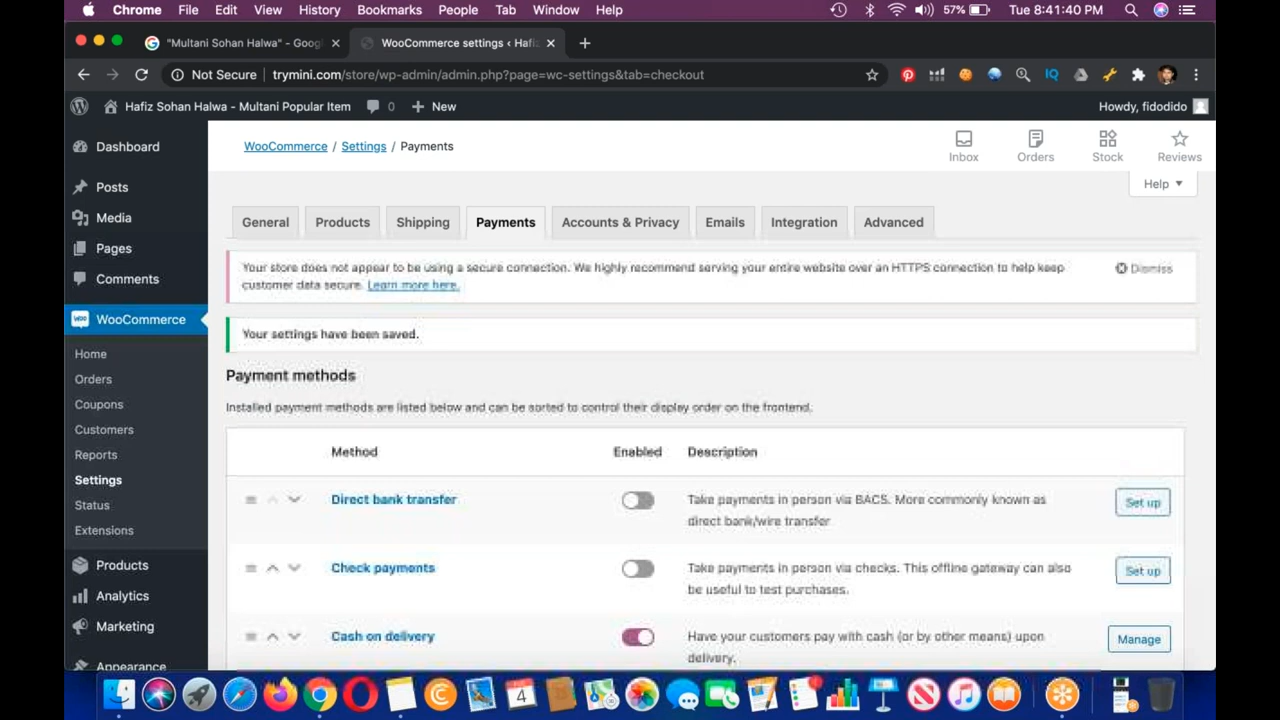 Chrome File Edit View History Bookmarks People Tab Window Help 57% Tue 8:41:40 PM
"Multani Sohan Halwa" - Goog WooCommerce settings ‹ Hafiz
Not Secure trymini.com/store/wp-admin/admin.php?page=wc-settings&tab=checkout
Hafiz Sohan Halwa - Multani Popular Item 0 New Howdy, fidodido
Dashboard
Posts
Media
Pages
Comments
WooCommerce
Home
Orders
Coupons
Customers
Reports
Settings
Status
Extensions
Products
Analytics
Marketing
Appearance
WooCommerce / Settings / Payments
Inbox Orders Stock Reviews
Help
General Products Shipping Payments Accounts & Privacy Emails Integration Advanced
Your store does not appear to be using a secure connection. We highly recommend serving your entire website over an HTTPS connection to help keep Dismiss
customer data secure. Learn more here.
Your settings have been saved.
Payment methods
Installed payment methods are listed below and can be sorted to control their display order on the frontend.
Method Enabled Description
Direct bank transfer Take payments in person via BACS. More commonly known as Set up
direct bank/wire transfer
Check payments Take payments in person via checks. This offline gateway can also Set up
be useful to test purchases.
Cash on delivery Have your customers pay with cash (or by other means) upon Manage
delivery.
4